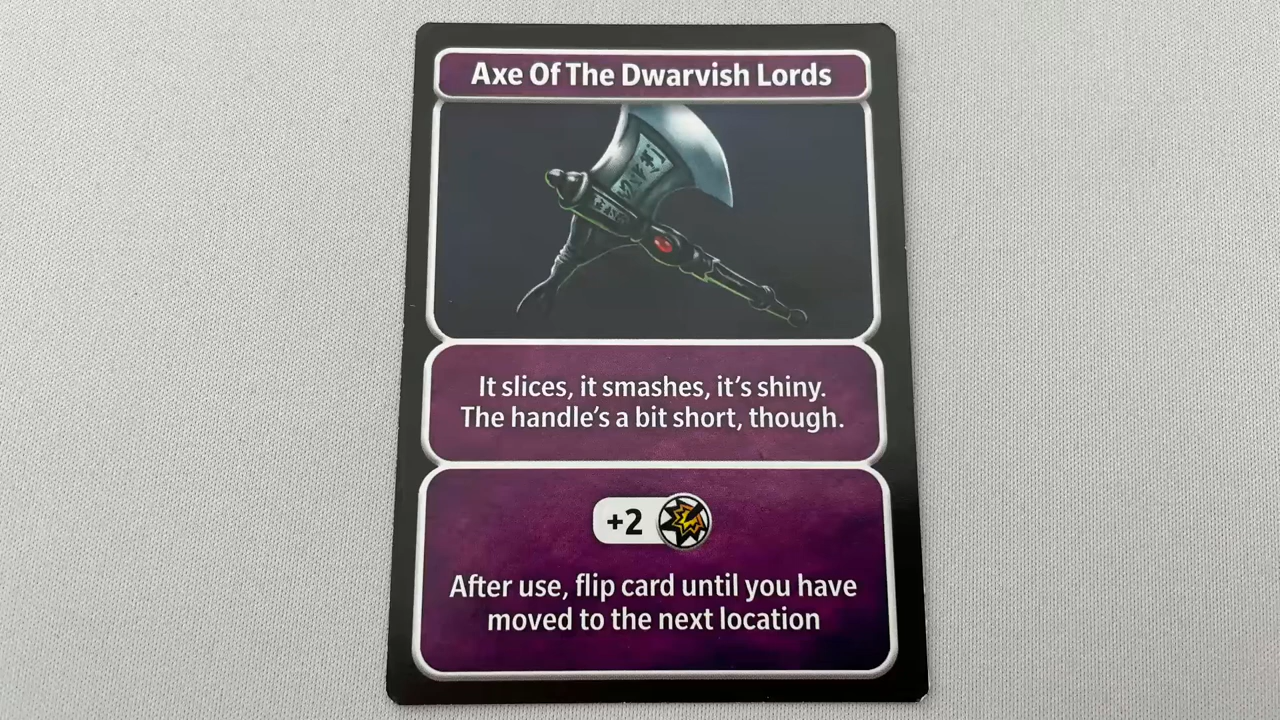 Axe Of The Dwarvish Lords
It slices, it smashes, it's shiny.
The handle's a bit short, though.
+2
After use, flip card until you have
moved to the next location